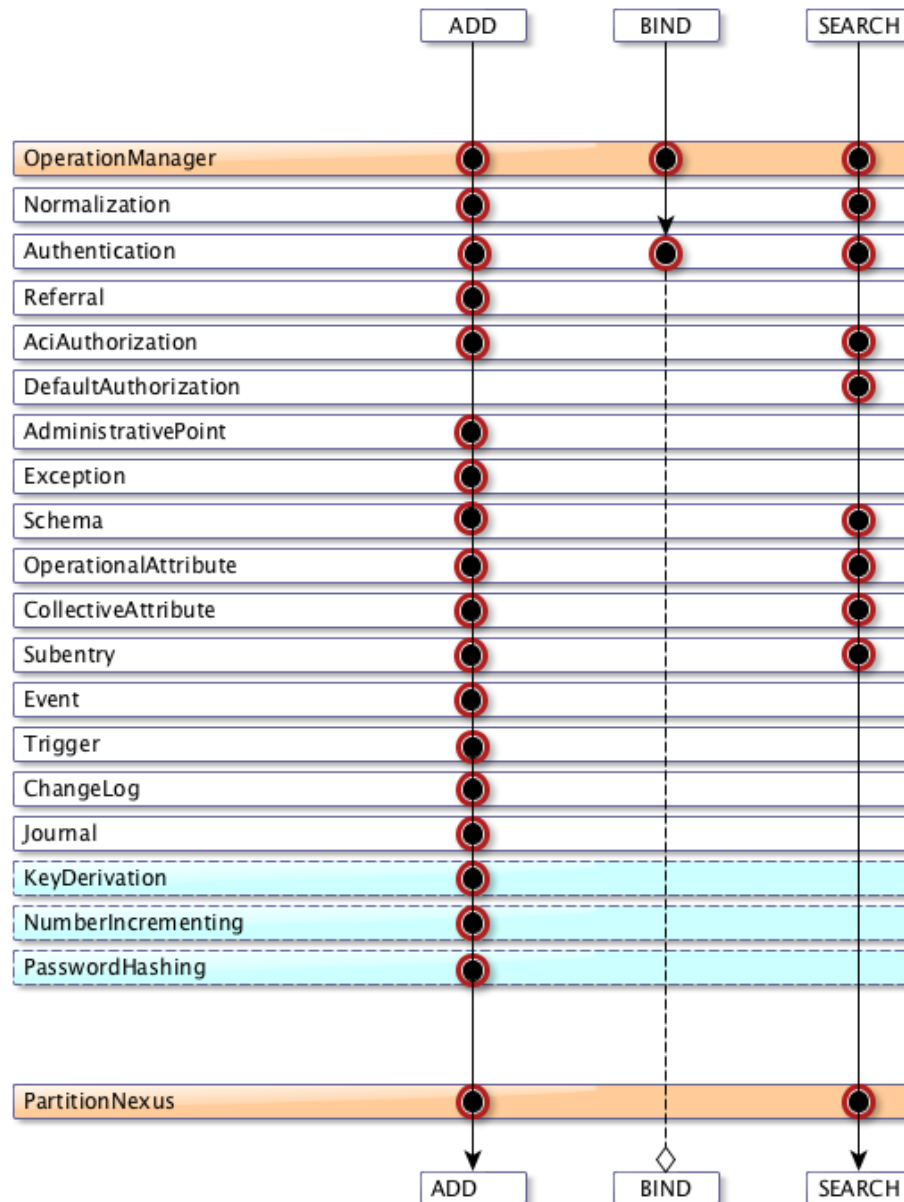 ADD BIND SEARCH
OperationManager
Normalization
Authentication
Referral
AciAuthorization
DefaultAuthorization
AdministrativePoint
Exception
Schema
OperationalAttribute
CollectiveAttribute
Subentry
Event
Trigger
ChangeLog
Journal
KeyDerivation
NumberIncrementing
PasswordHashing
PartitionNexus
ADD BIND SEARCH